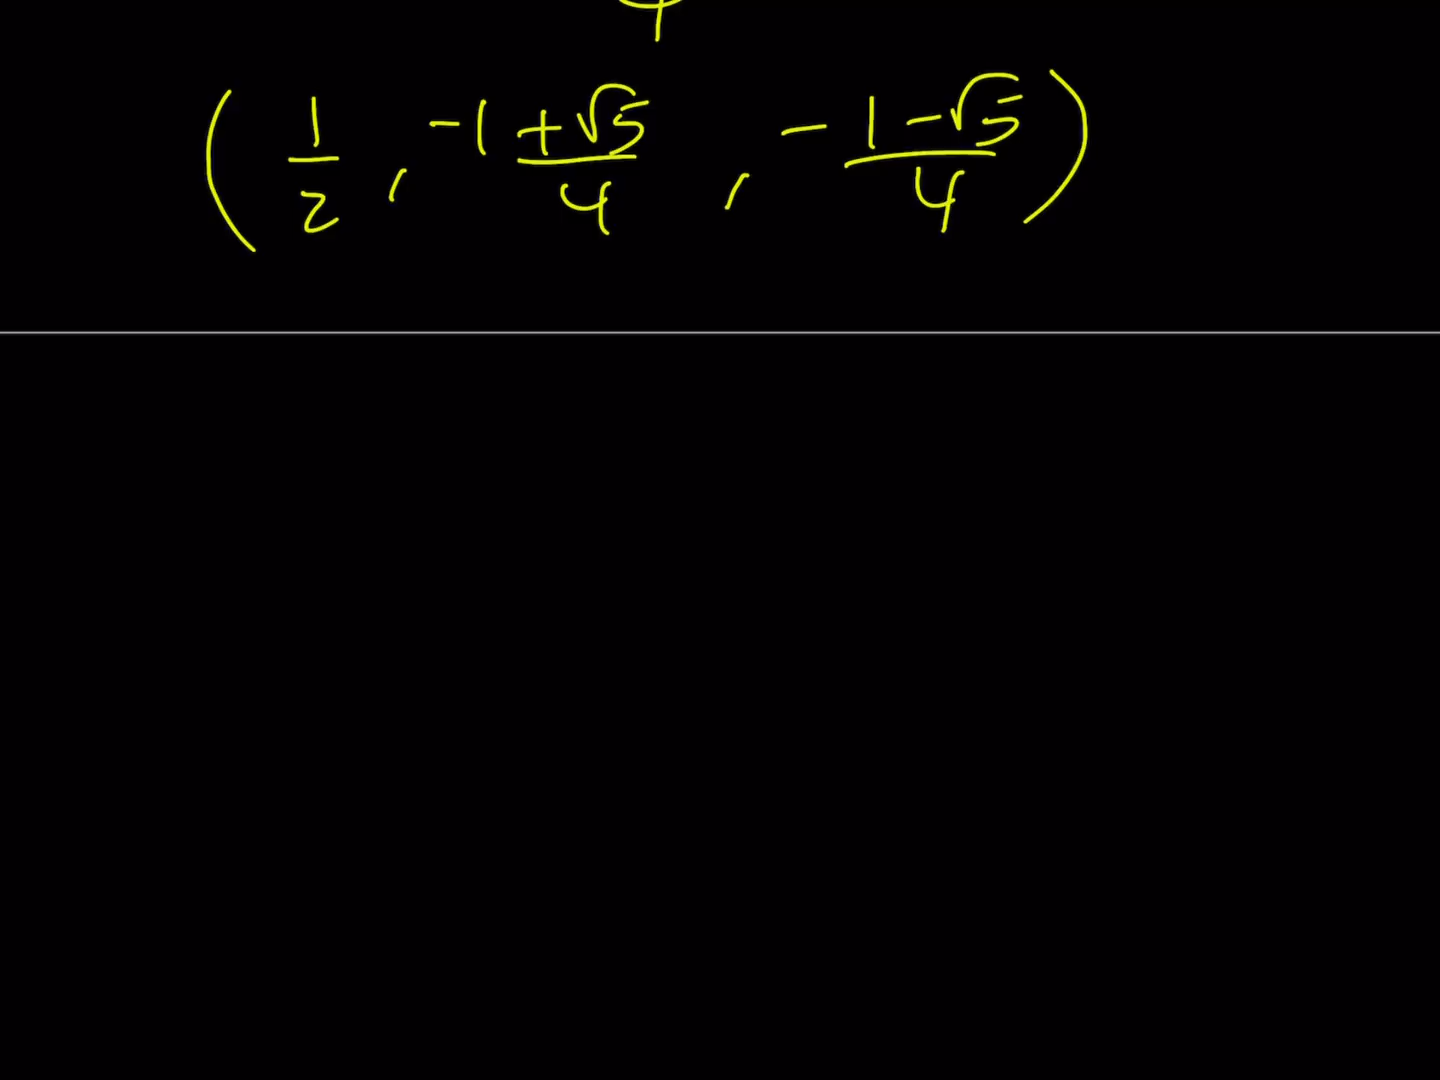 ( 1/2 , -1+√5/4 , -1-√5/4 )